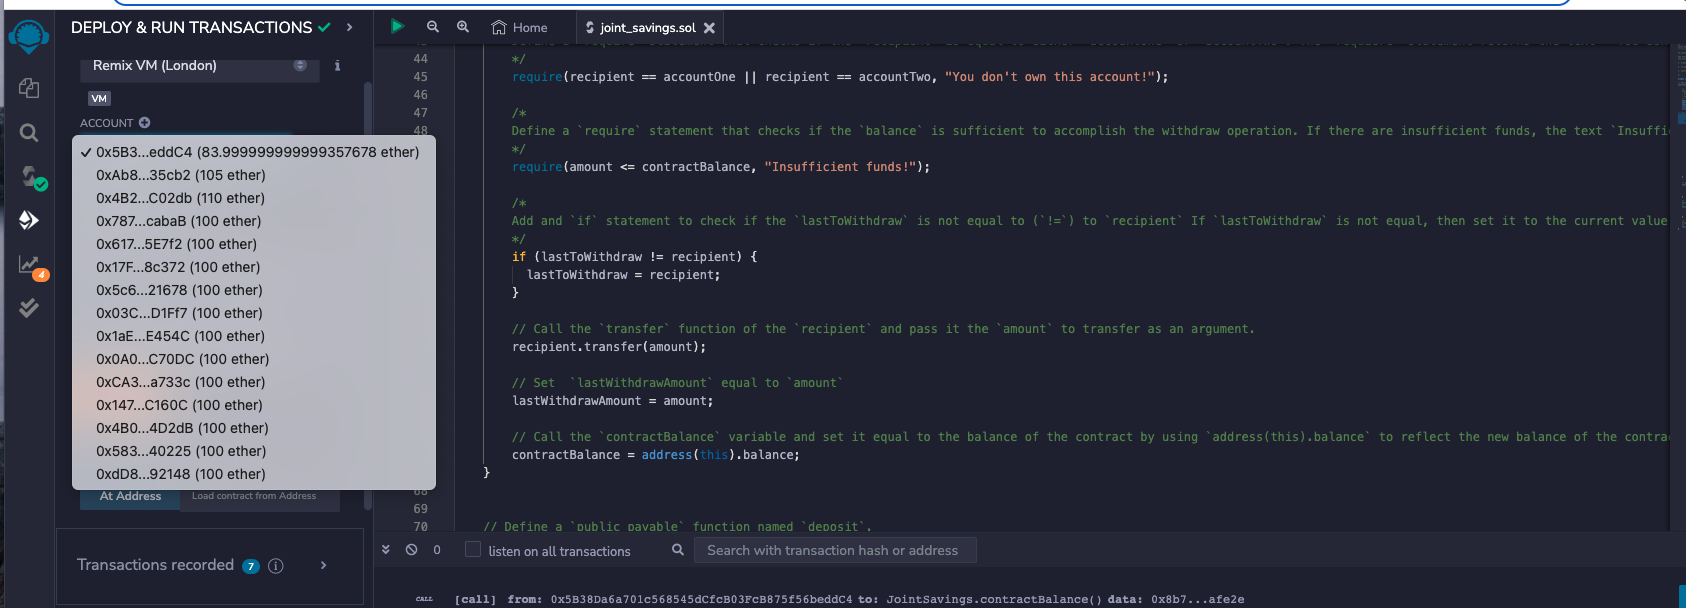 DEPLOY & RUN TRANSACTIONS
Home
joint_savings.sol
Remix VM (London)
VM
ACCOUNT
0x5B3...eddC4 (83.999999999999357678 ether)
0xAb8...35cb2 (105 ether)
0x4B2...C02db (110 ether)
0x787...cabaB (100 ether)
0x617...5E7f2 (100 ether)
0x17F...8c372 (100 ether)
0x5c6...21678 (100 ether)
0x03C...D1Ff7 (100 ether)
0x1aE...E454C (100 ether)
0x0A0...C70DC (100 ether)
0xCA3...a733c (100 ether)
0x147...C160C (100 ether)
0x4B0...4D2dB (100 ether)
0x583...40225 (100 ether)
0xdD8...92148 (100 ether)
At Address
Load contract from Address
4
Transactions recorded 7
44 */
45 require(recipient == accountOne || recipient == accountTwo, "You don't own this account!");
46
47 /*
48 Define a `require` statement that checks if the `balance` is sufficient to accomplish the withdraw operation. If there are insufficient funds, the text `Insuffi
*/
require(amount <= contractBalance, "Insufficient funds!");
/*
Add and `if` statement to check if the `lastToWithdraw` is not equal to (`!=`) to `recipient` If `lastToWithdraw` is not equal, then set it to the current value
*/
if (lastToWithdraw != recipient) {
lastToWithdraw = recipient;
}
// Call the `transfer` function of the `recipient` and pass it the `amount` to transfer as an argument.
recipient.transfer(amount);
// Set  `lastWithdrawAmount` equal to `amount`
lastWithdrawAmount = amount;
// Call the `contractBalance` variable and set it equal to the balance of the contract by using `address(this).balance` to reflect the new balance of the contra
contractBalance = address(this).balance;
}
68
69
70 // Define a `public payable` function named `deposit`.
0 listen on all transactions Search with transaction hash or address
CALL [call] from: 0x5B38Da6a701c568545dCfcB03FcB875f56beddC4 to: JointSavings.contractBalance() data: 0x8b7...afe2e